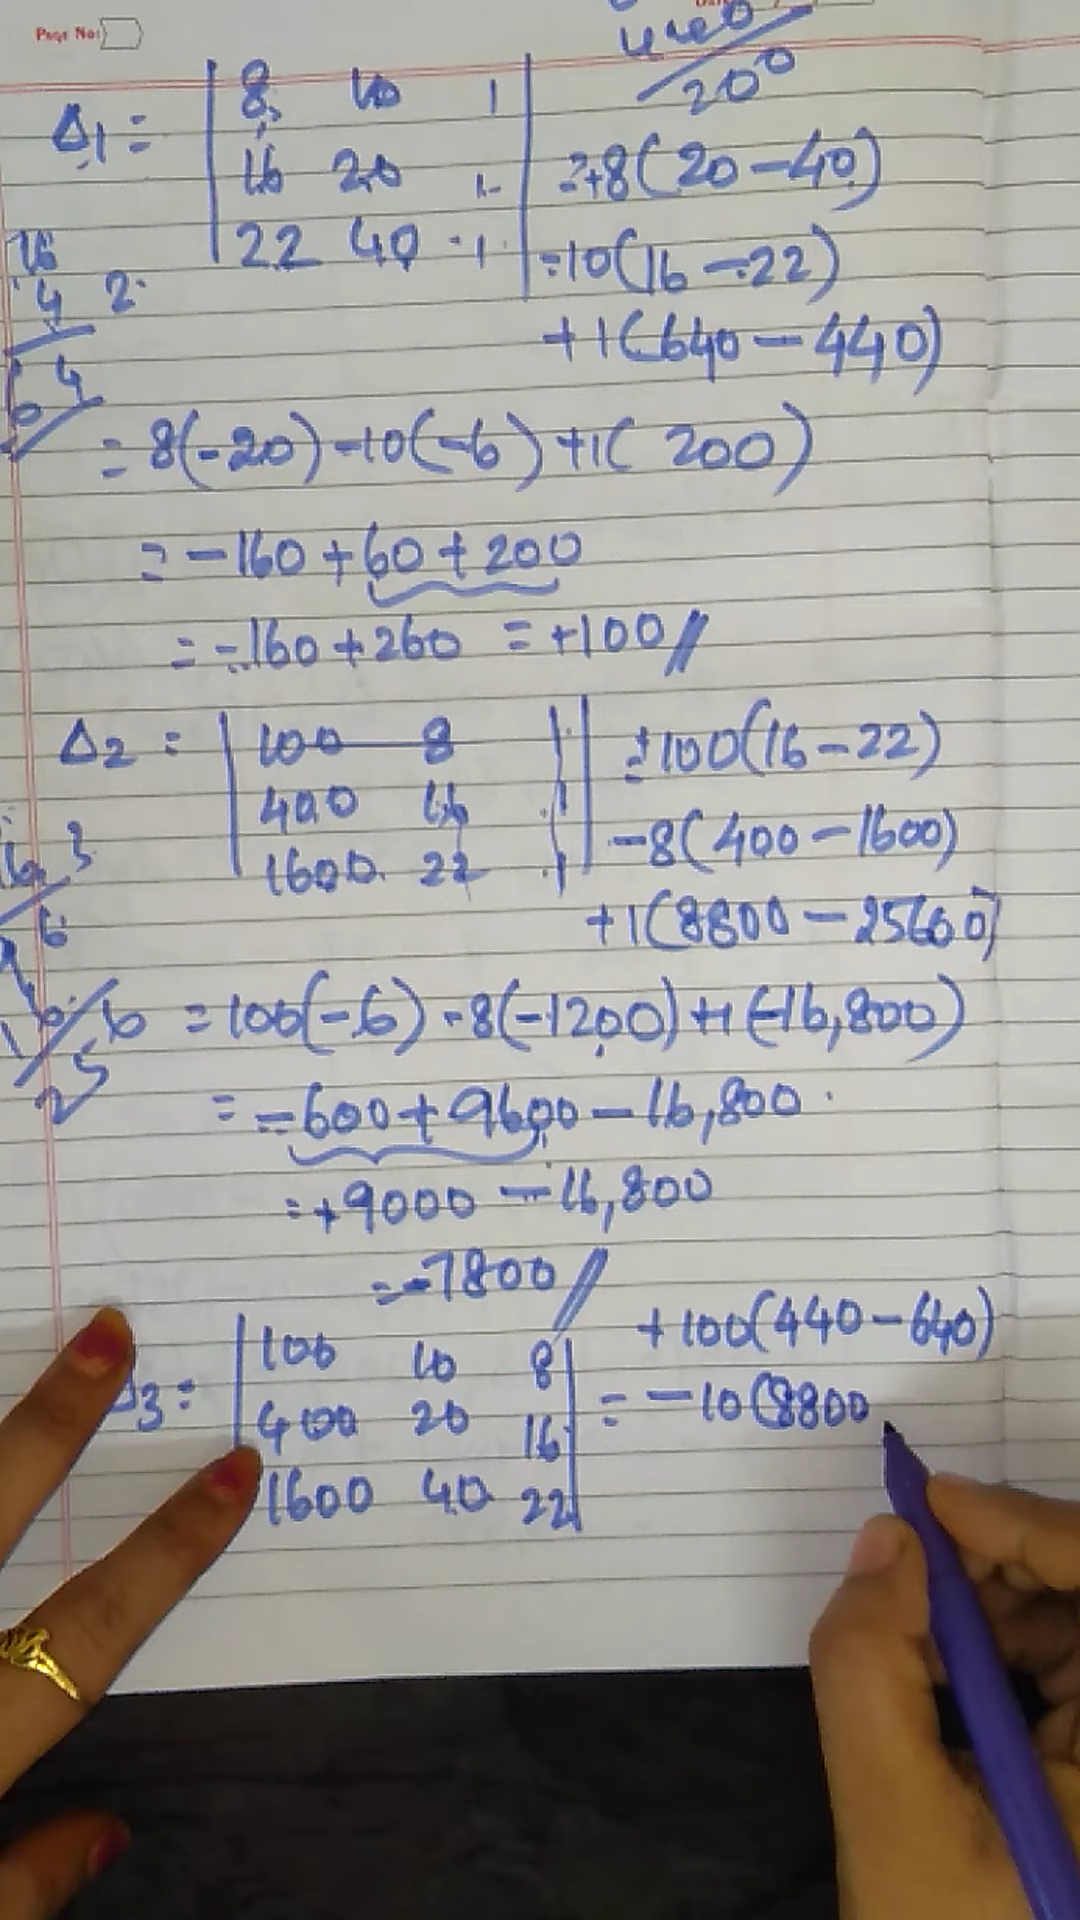 Page No:
200
Δ1 = | 8 10 1 | = +8(20 - 40)
16 20 1
22 40 1 -10(16 - 22)
+1(640 - 440)
16
4 2
64
= 8(-20) - 10(-6) + 1(200)
= -160 + 60 + 200
= -160 + 260 = +100 //
Δ2 = | 100 8 1 | = +100(16 - 22)
400 16 1
1600 22 1 -8(400 - 1600)
+1(8800 - 25600)
= 100(-6) - 8(-1200) + 1(-16,800)
= -600 + 9600 - 16,800
= +9000 - 16,800
= -7800 //
+100(440 - 640)
Δ3 = | 100 10 8 | = -10(8800
400 20 16
1600 40 22